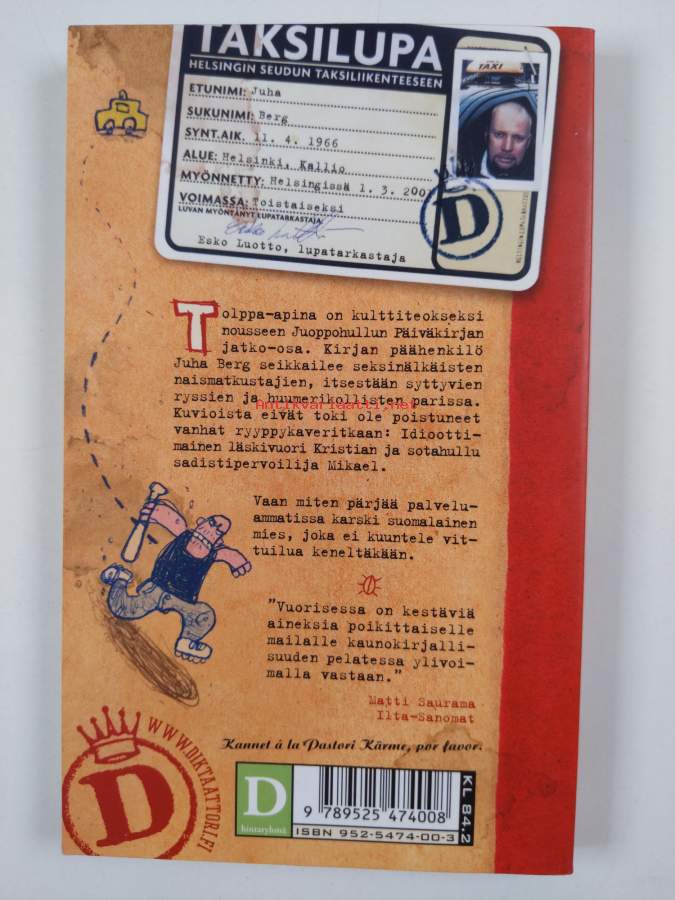 TAKSILUPA
HELSINGIN SEUDUN TAKSILIIKENTEESEEN
TAXI
ETUNIMI: Juha
SUKUNIMI: Berg
SYNT.AIK. 11. 4. 1966
ALUE: Helsinki, Kallio
MYÖNNETTY: Helsingissä 1. 3. 200
VOIMASSA: Toistaiseksi
LUVAN MYÖNTÄNYT LUPATARKASTAJA
Esko Luotto, lupatarkastaja
D
Tolppa-apina on kulttiteokseksi
nousseen Juoppohullun Päiväkirjan
jatko-osa. Kirjan päähenkilö
Juha Berg seikkailee seksinälkäisten
naismatkustajien, itsestään syttyvien
ryssien ja huumerikollisten parissa.
Antikvariaatti.net
Kuvioista eivät toki ole poistuneet
vanhat ryyppykaveritkaan: Idiootti-
mainen läskivuori Kristian ja sotahullu
sadistipervoilija Mikael.
Vaan miten pärjää palvelu-
ammatissa karski suomalainen
mies, joka ei kuuntele vit-
tuilua keneltäkään.
"Vuorisessa on kestäviä
aineksia poikittaiselle
mailalle kaunokirjalli-
suuden pelatessa ylivoi-
malla vastaan."
Matti Saurama
Ilta-Sanomat
Kannet á la Pastori Kärme, por favor.
WWW.DIKTAATTORI.FI
D
D
hintaryhmä
9 789525 474008
ISBN 952-5474-00-3
KL 84.2